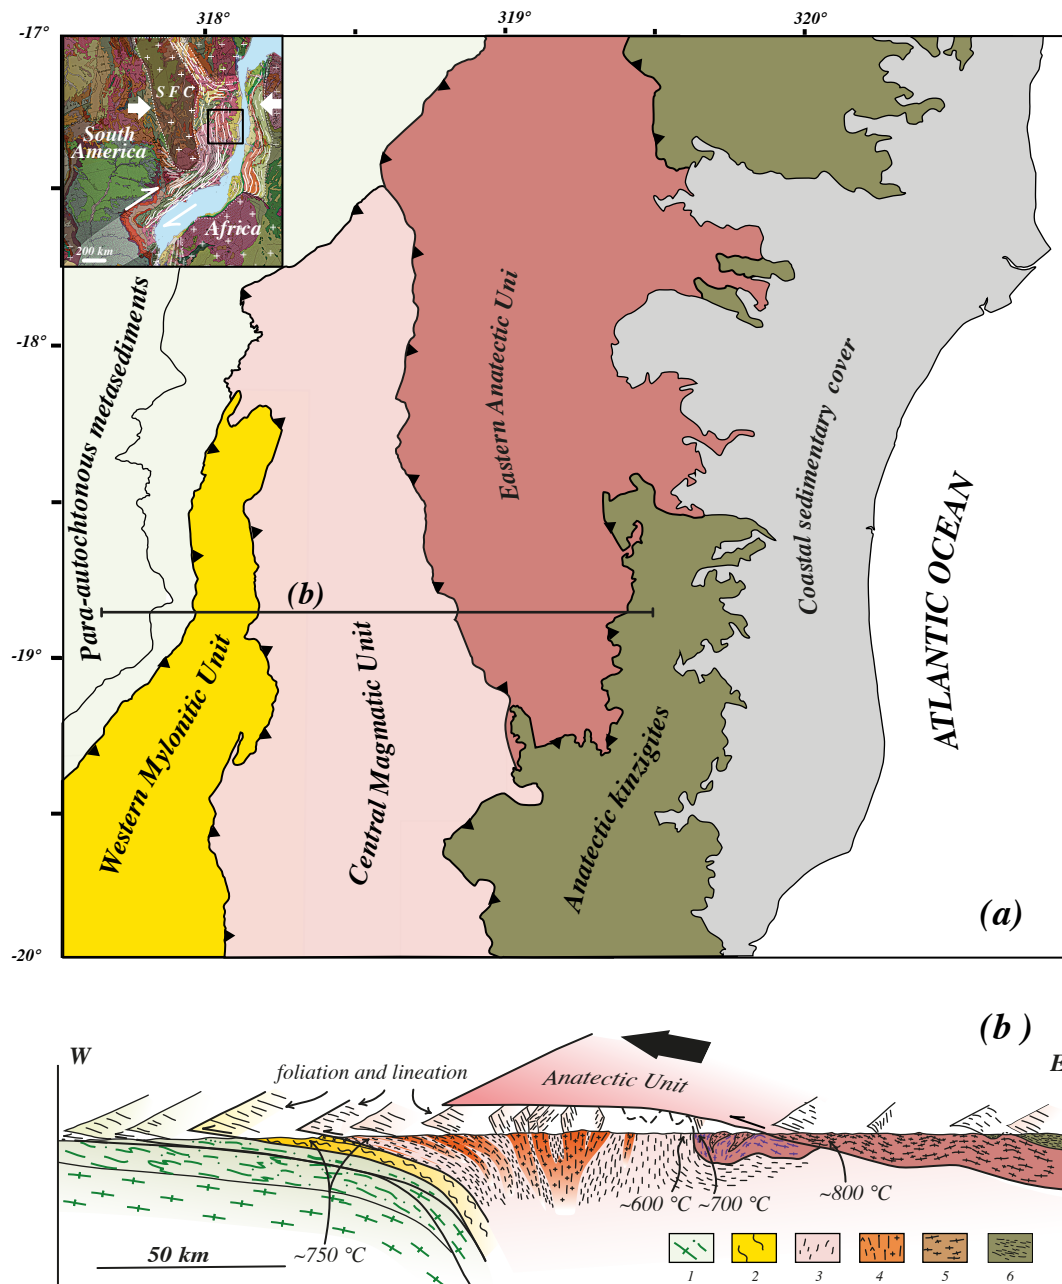 318°
319°
320°
-17°
-18°
-19°
-20°
S F C
South
America
Africa
200 km
Para-autochtonous metasediments
Western Mylonitic Unit
Central Magmatic Unit
Eastern Anatectic Uni
Anatectic kinzigites
Coastal sedimentary cover
ATLANTIC OCEAN
(b)
(a)
(b )
W
E
foliation and lineation
Anatectic Unit
~600 °C
~700 °C
~800 °C
~750 °C
50 km
1
2
3
4
5
6